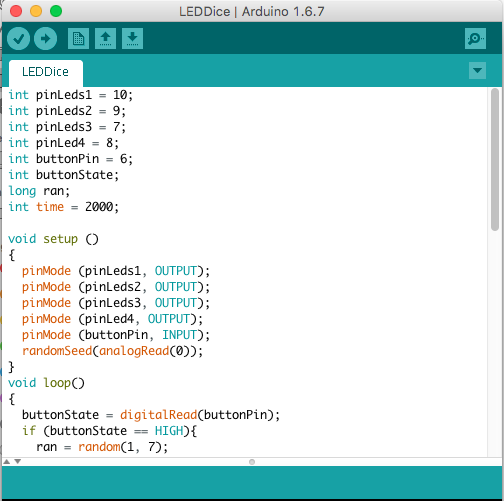 LEDDice | Arduino 1.6.7
LEDDice
int pinLeds1 = 10;
int pinLeds2 = 9;
int pinLeds3 = 7;
int pinLed4 = 8;
int buttonPin = 6;
int buttonState;
long ran;
int time = 2000;

void setup ()
{
  pinMode (pinLeds1, OUTPUT);
  pinMode (pinLeds2, OUTPUT);
  pinMode (pinLeds3, OUTPUT);
  pinMode (pinLed4, OUTPUT);
  pinMode (buttonPin, INPUT);
  randomSeed(analogRead(0));
}
void loop()
{
  buttonState = digitalRead(buttonPin);
  if (buttonState == HIGH){
    ran = random(1, 7);